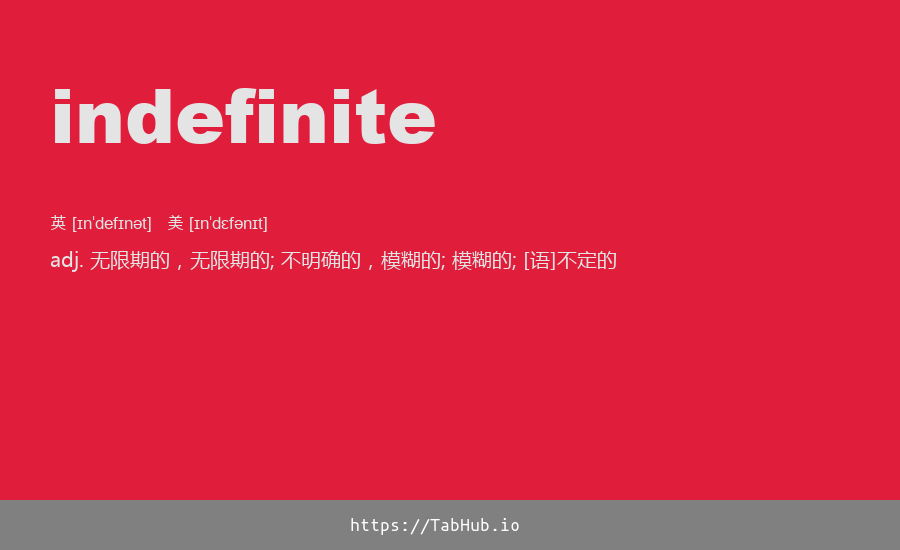 indefinite
英 [ɪnˈdefɪnət] 美 [ɪnˈdɛfənɪt]
adj. 无限期的，无限期的; 不明确的，模糊的; 模糊的; [语]不定的
https://TabHub.io